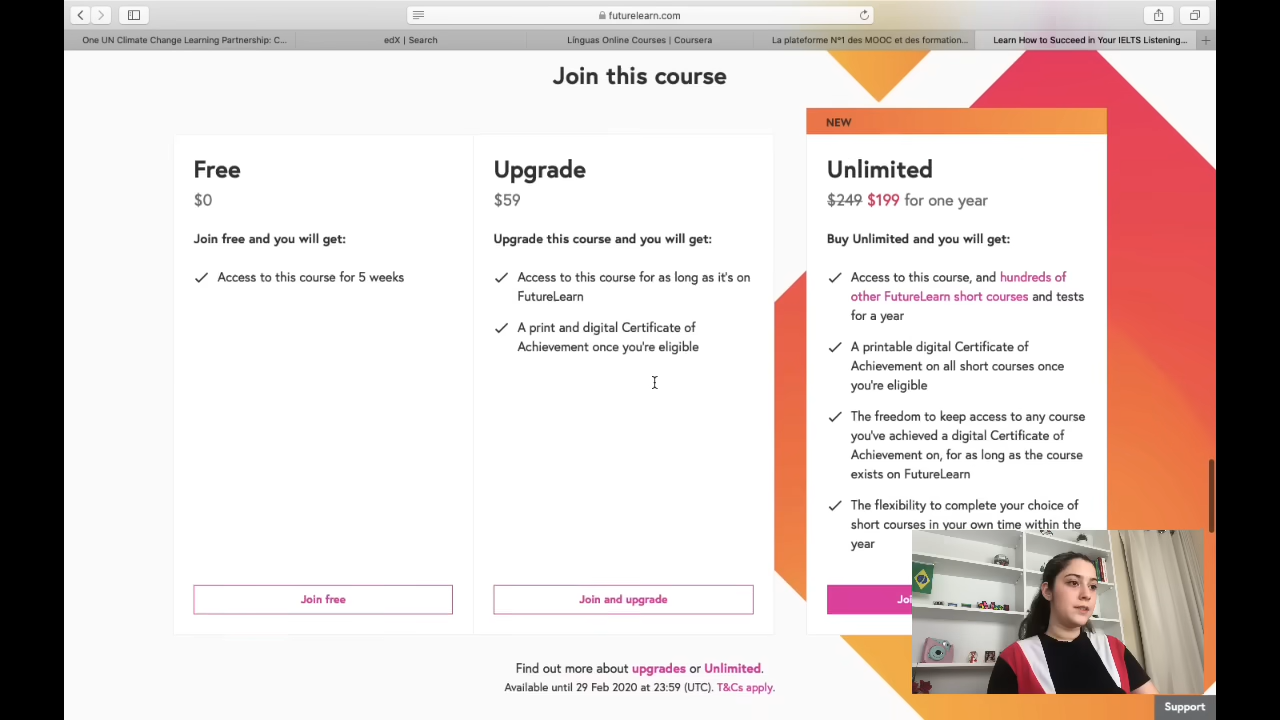 futurelearn.com
One UN Climate Change Learning Partnership: C...
edX | Search
Línguas Online Courses | Coursera
La plateforme N°1 des MOOC et des formation...
Learn How to Succeed in Your IELTS Listening...
Join this course
Free
$0
Join free and you will get:
Access to this course for 5 weeks
Join free
Upgrade
$59
Upgrade this course and you will get:
Access to this course for as long as it's on
FutureLearn
A print and digital Certificate of
Achievement once you're eligible
Join and upgrade
NEW
Unlimited
$249 $199 for one year
Buy Unlimited and you will get:
Access to this course, and hundreds of
other FutureLearn short courses and tests
for a year
A printable digital Certificate of
Achievement on all short courses once
you're eligible
The freedom to keep access to any course
you've achieved a digital Certificate of
Achievement on, for as long as the course
exists on FutureLearn
The flexibility to complete your choice of
short courses in your own time within the
year
Find out more about upgrades or Unlimited.
Available until 29 Feb 2020 at 23:59 (UTC). T&Cs apply.
Support